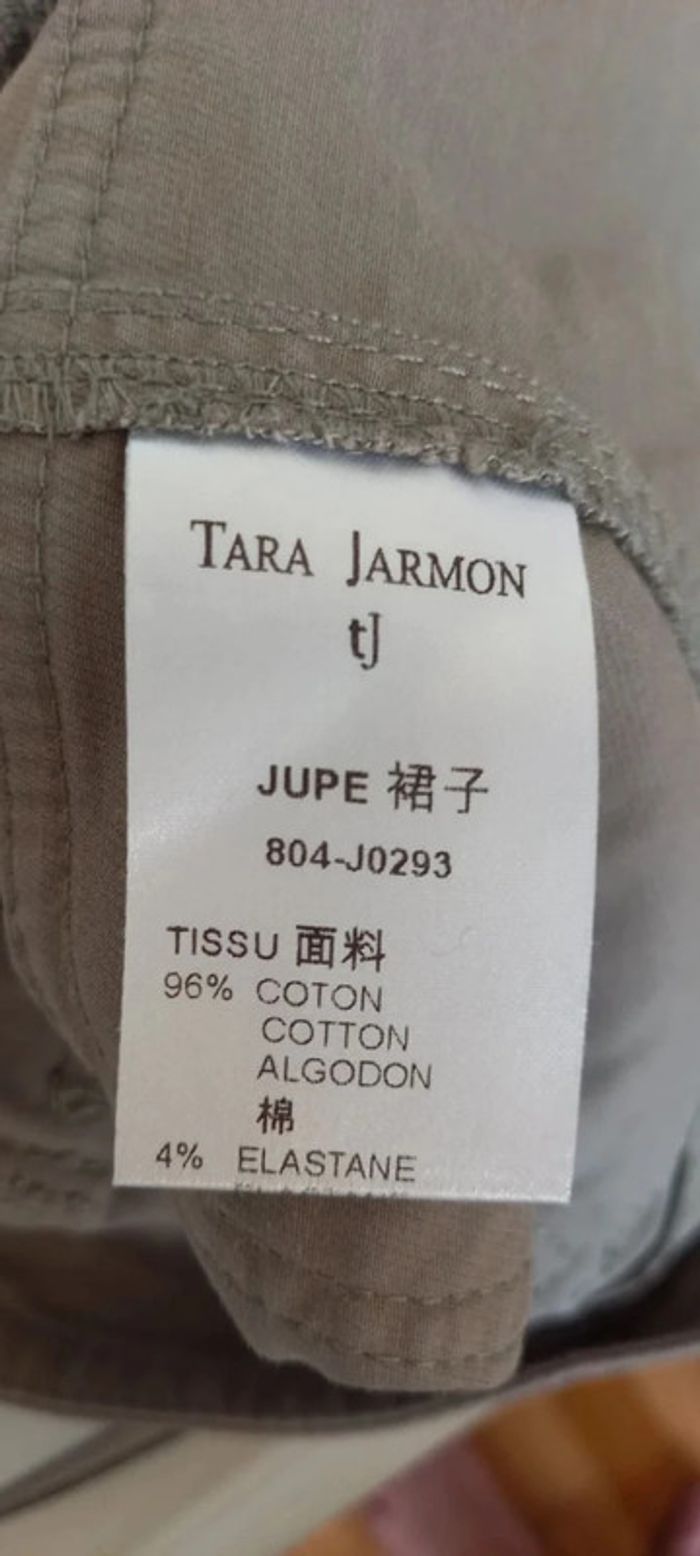 TARA JARMON
tJ
JUPE 裙子
804-J0293
TISSU 面料
96% COTON
COTTON
ALGODON
棉
4% ELASTANE